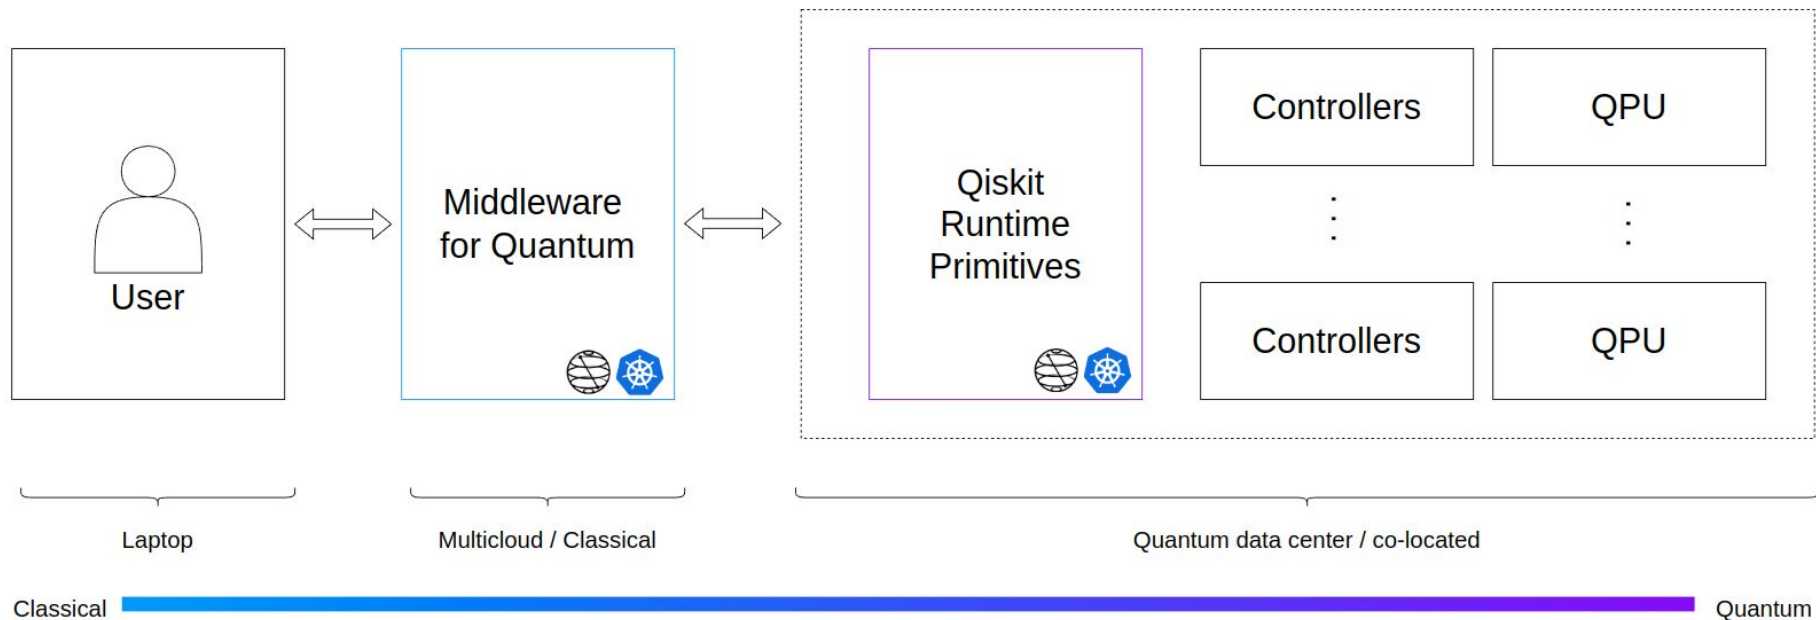 User
Middleware
for Quantum
Qiskit
Runtime
Primitives
Controllers
QPU
Controllers
QPU
Laptop
Multicloud / Classical
Quantum data center / co-located
Classical
Quantum